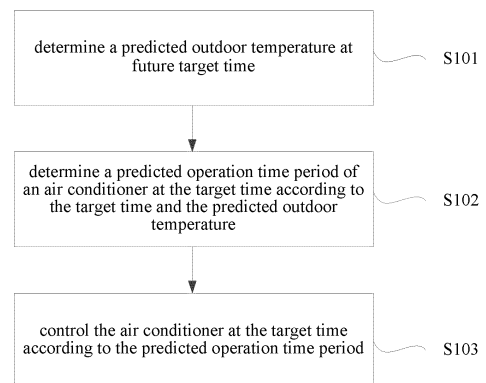 determine a predicted outdoor temperature at
future target time
S101
determine a predicted operation time period of
an air conditioner at the target time according to
the target time and the predicted outdoor
temperature
S102
control the air conditioner at the target time
according to the predicted operation time period
S103